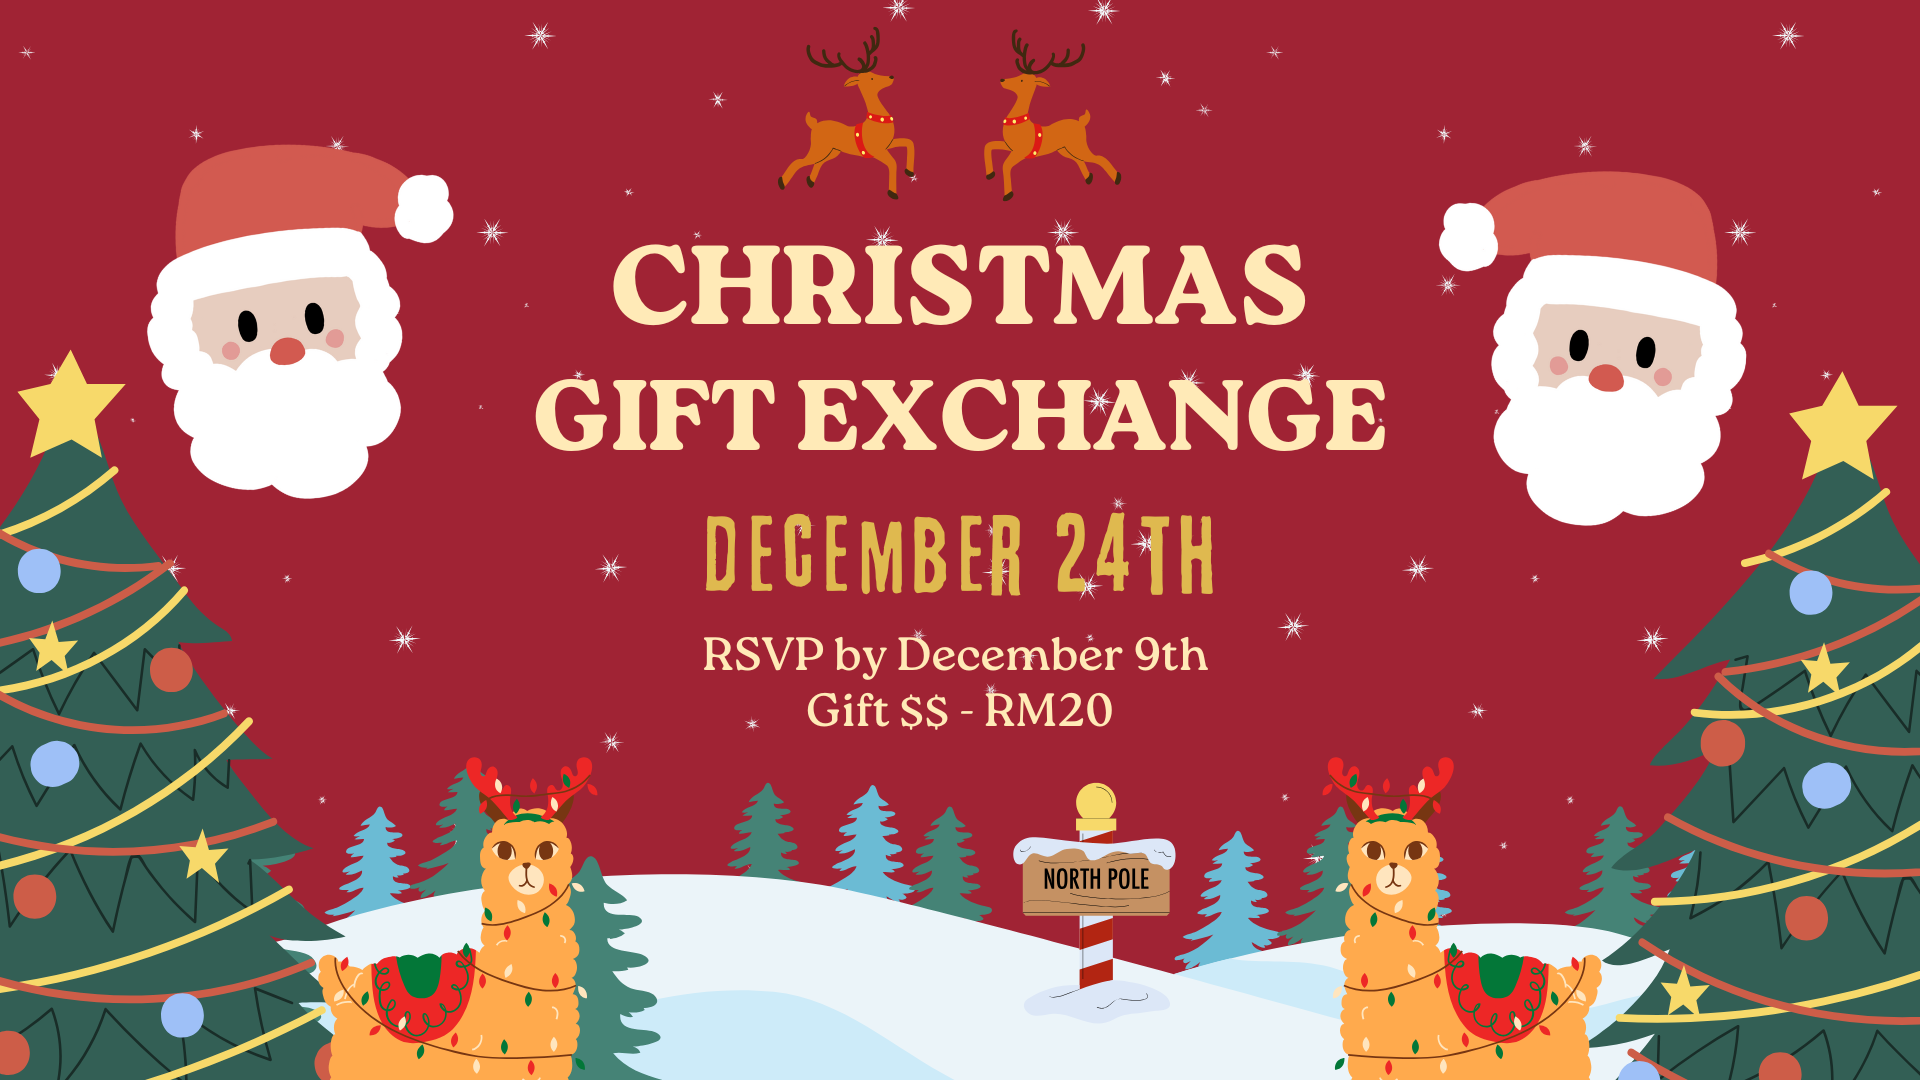 CHRISTMAS
GIFT EXCHANGE
DECEMBER 24TH
RSVP by December 9th
Gift $$ - RM20
NORTH POLE